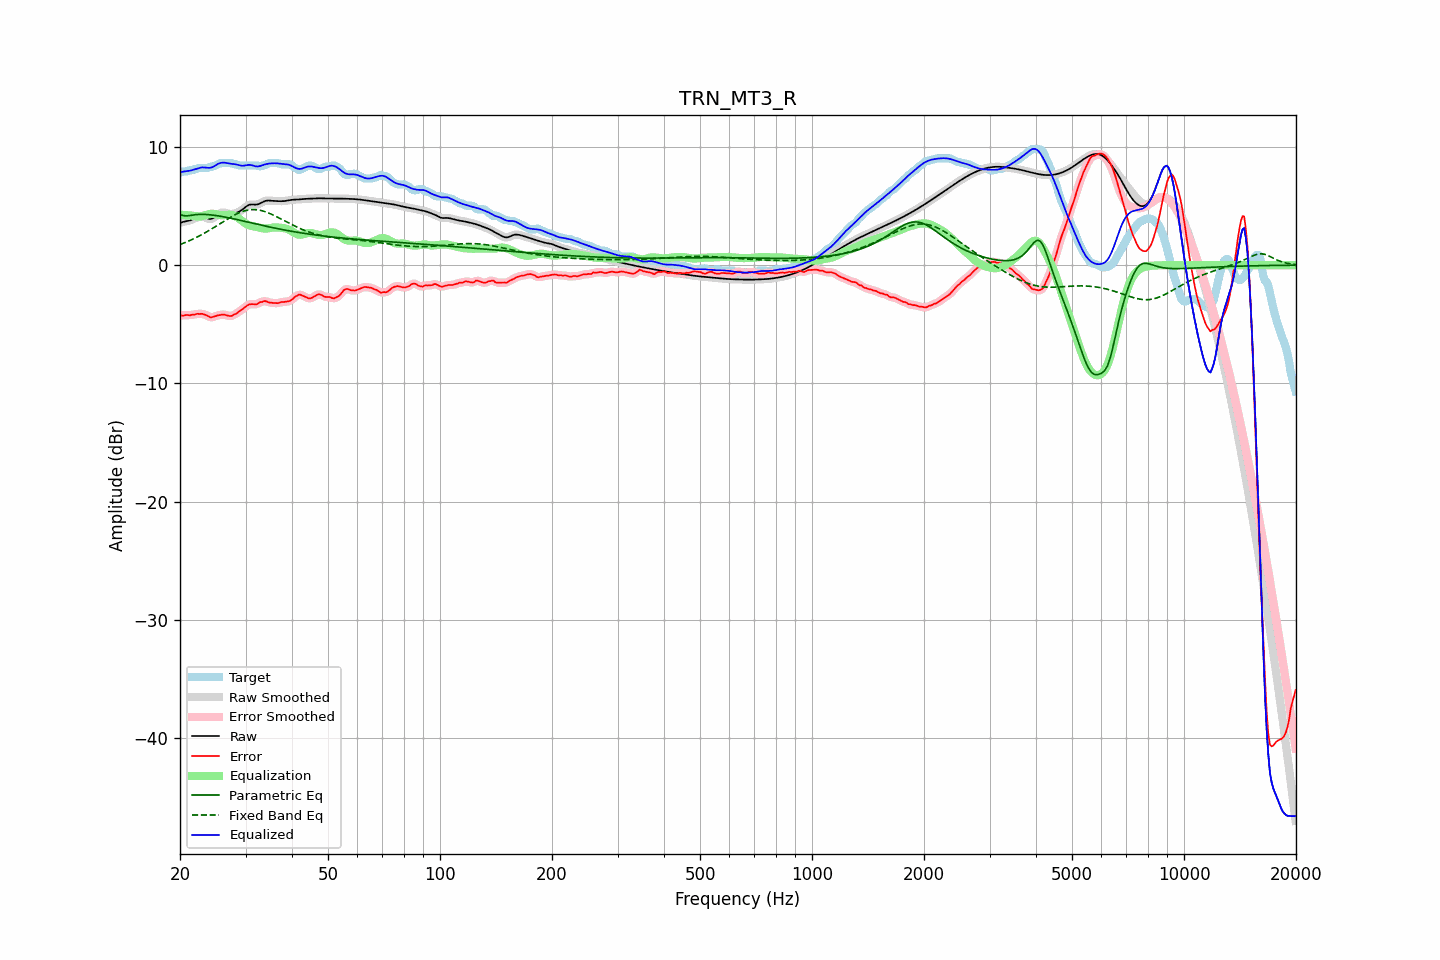 TRN_MT3_R
Amplitude (dBr)
10
0
−10
−20
−30
−40
Target
Raw Smoothed
Error Smoothed
Raw
Error
Equalization
Parametric Eq
Fixed Band Eq
Equalized
20 50 100 200 500 1000 2000 5000 10000 20000
Frequency (Hz)